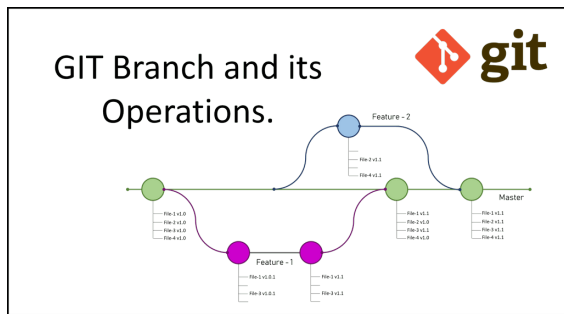 GIT Branch and its
Operations.
git
Feature - 2
File-2 v1.1
File-4 v1.1
Master
File-1 v1.0
File-2 v1.0
File-3 v1.0
File-4 v1.0
File-1 v1.1
File-2 v1.0
File-3 v1.1
File-4 v1.0
File-1 v1.1
File-2 v1.1
File-3 v1.1
File-4 v1.1
Feature - 1
File-1 v1.0.1
File-3 v1.0.1
File-1 v1.1
File-3 v1.1